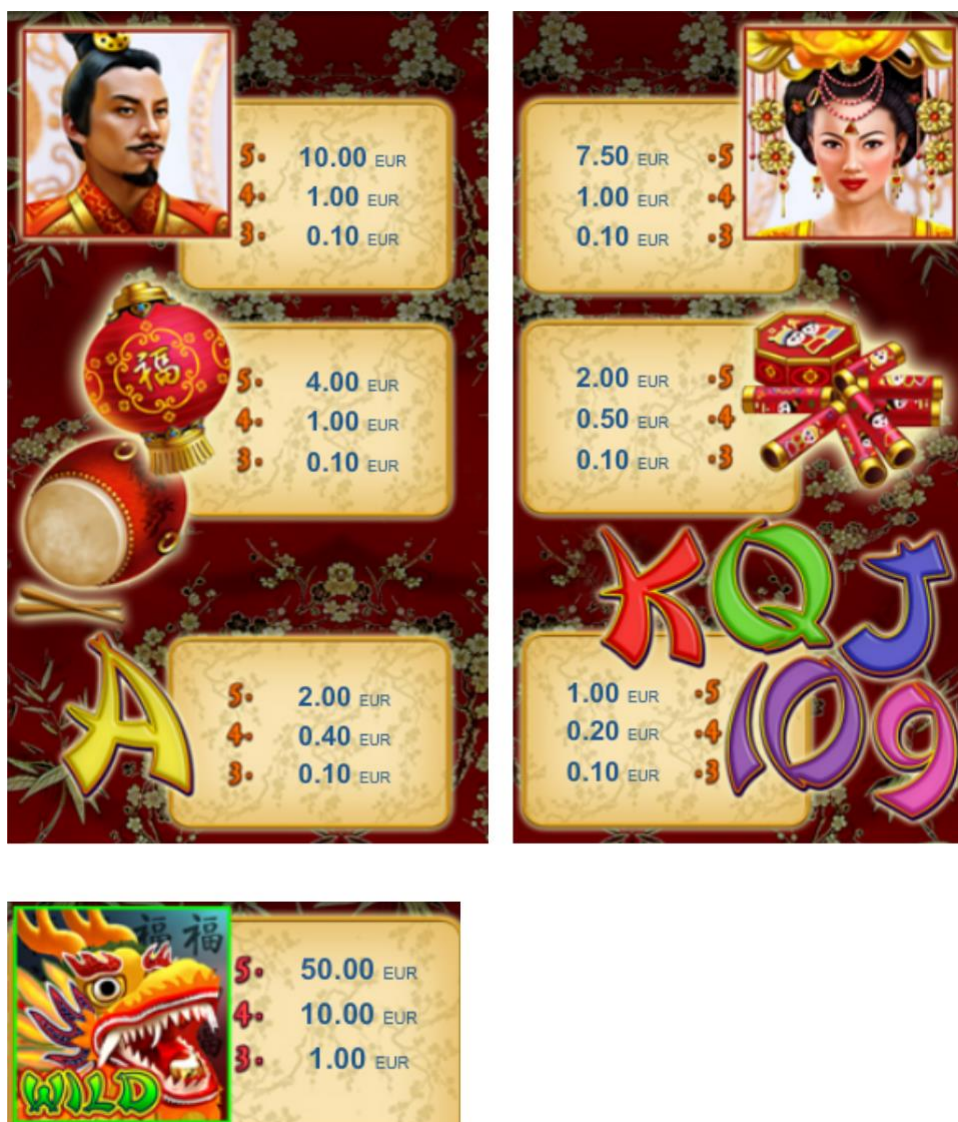 5. 10.00 EUR
4. 1.00 EUR
3. 0.10 EUR
7.50 EUR .5
1.00 EUR .4
0.10 EUR .3
福
5. 4.00 EUR
4. 1.00 EUR
3. 0.10 EUR
2.00 EUR .5
0.50 EUR .4
0.10 EUR .3
A
5. 2.00 EUR
4. 0.40 EUR
3. 0.10 EUR
K Q J
10 9
1.00 EUR .5
0.20 EUR .4
0.10 EUR .3
福 福
WILD
5. 50.00 EUR
4. 10.00 EUR
3. 1.00 EUR